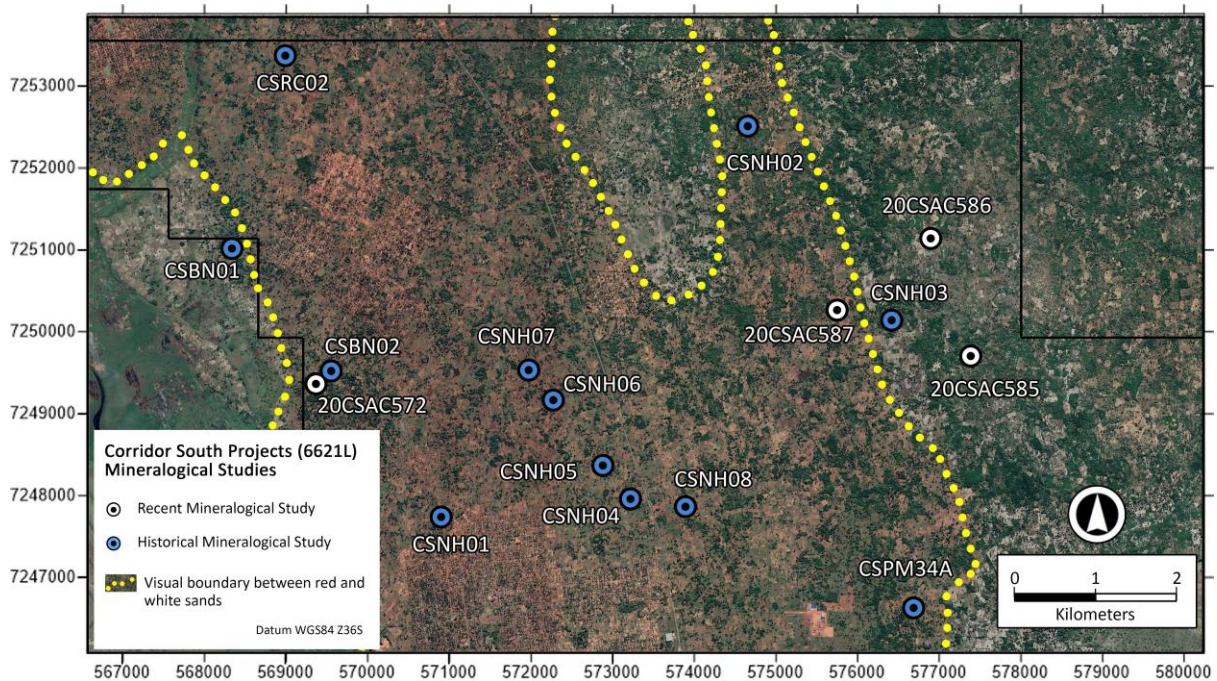 7253000
7252000
7251000
7250000
7249000
7248000
7247000
CSRC02
CSNH02
20CSAC586
CSBN01
CSNH03
20CSAC587
CSNH07
CSBN02
CSNH06
20CSAC585
20CSAC572
CSNH05
CSNH08
CSNH04
CSNH01
CSPM34A
Corridor South Projects (6621L)
Mineralogical Studies
Recent Mineralogical Study
Historical Mineralogical Study
Visual boundary between red and
white sands
Datum WGS84 Z36S
0 1 2
Kilometers
567000 568000 569000 570000 571000 572000 573000 574000 575000 576000 577000 578000 579000 580000